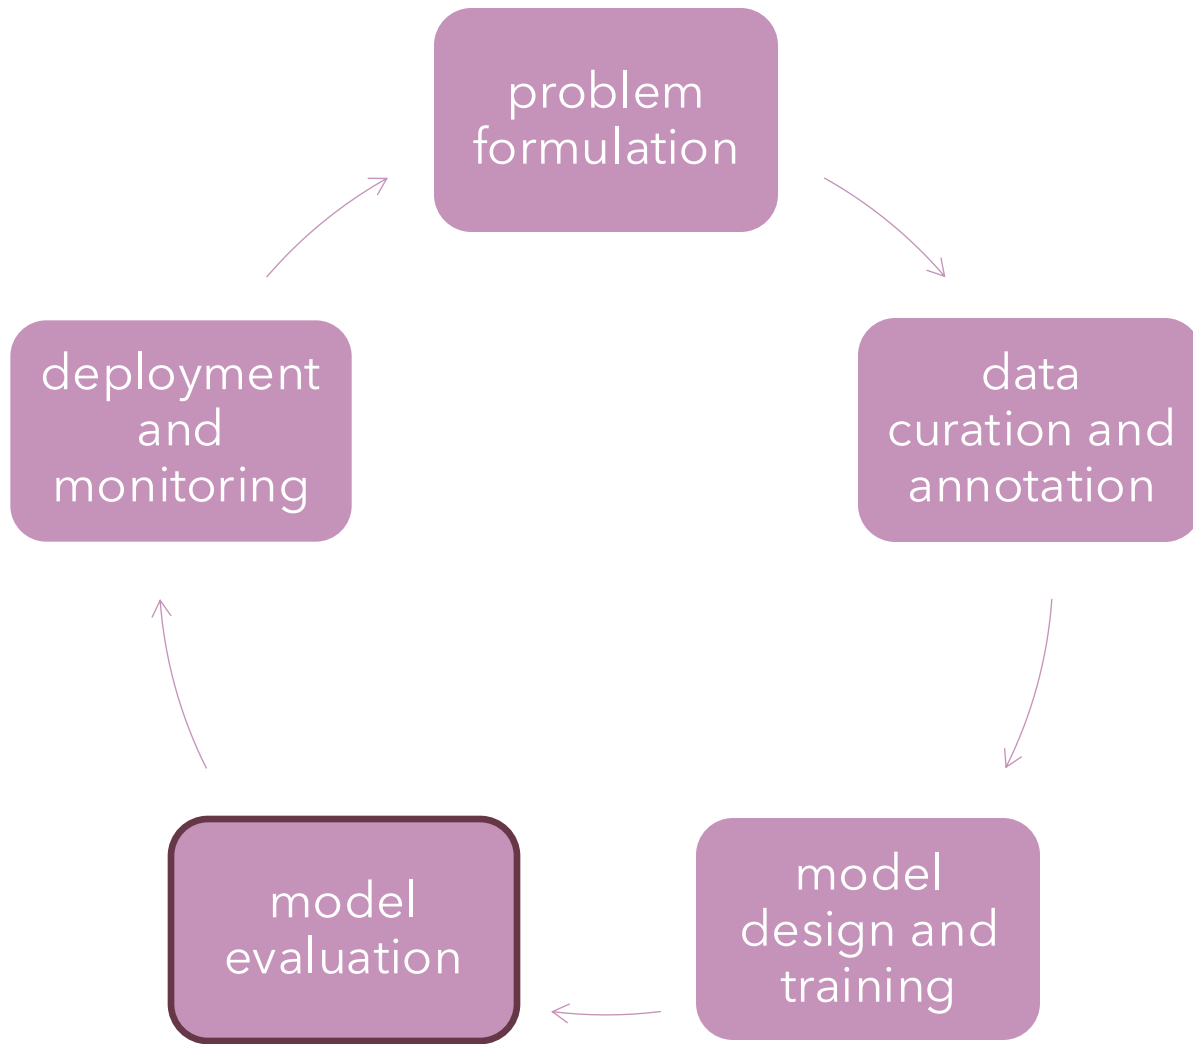 problem
formulation
data
curation and
annotation
model
design and
training
model
evaluation
deployment
and
monitoring